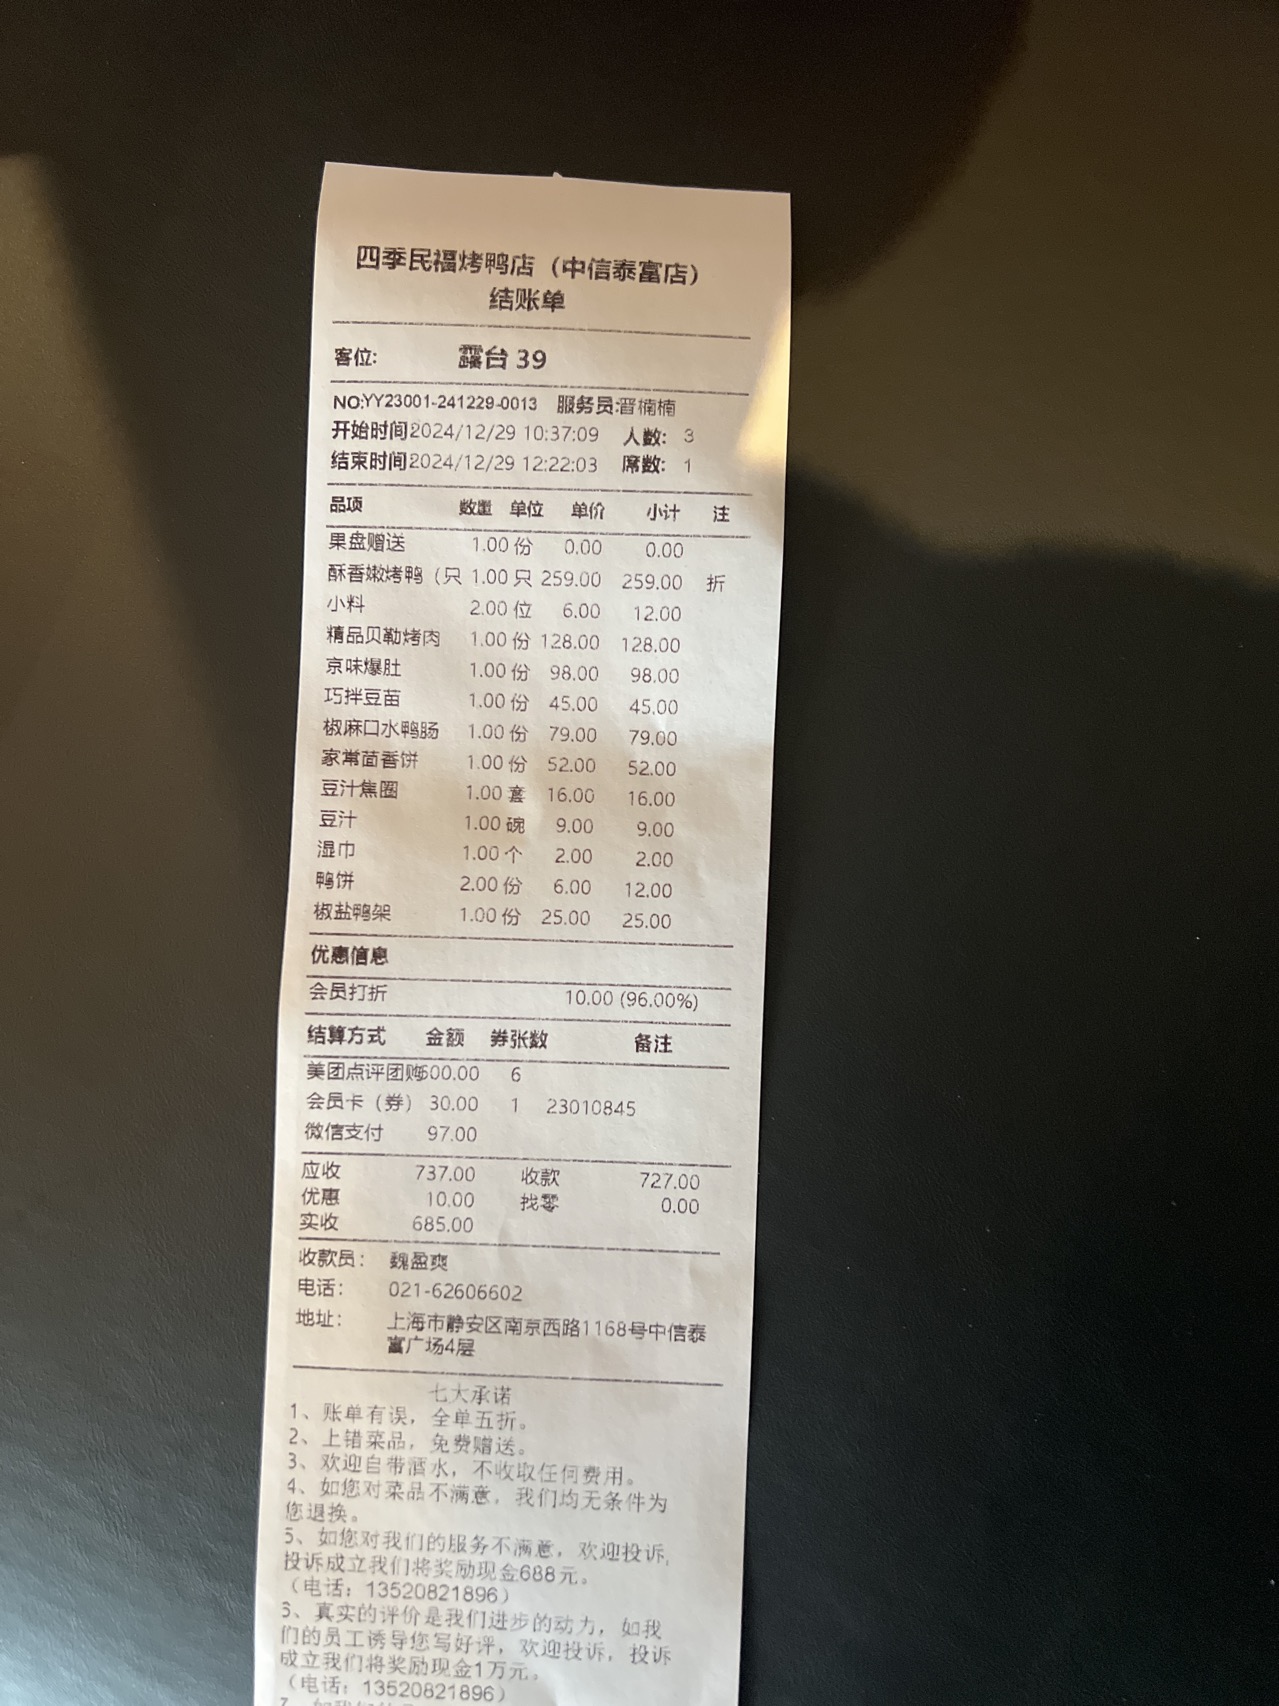 四季民福烤鸭店（中信泰富店）
结账单
客位: 露台 39
NO:YY23001-241229-0013 服务员:晋楠楠
开始时间2024/12/29 10:37:09 人数: 3
结束时间2024/12/29 12:22:03 席数: 1
品项 数量 单位 单价 小计 注
果盘赠送 1.00 份 0.00 0.00
酥香嫩烤鸭（只 1.00 只 259.00 259.00 折
小料 2.00 位 6.00 12.00
精品贝勒烤肉 1.00 份 128.00 128.00
京味爆肚 1.00 份 98.00 98.00
巧拌豆苗 1.00 份 45.00 45.00
椒麻口水鸭肠 1.00 份 79.00 79.00
家常茴香饼 1.00 份 52.00 52.00
豆汁焦圈 1.00 套 16.00 16.00
豆汁 1.00 碗 9.00 9.00
湿巾 1.00 个 2.00 2.00
鸭饼 2.00 份 6.00 12.00
椒盐鸭架 1.00 份 25.00 25.00
优惠信息
会员打折 10.00 (96.00%)
结算方式 金额 券张数 备注
美团点评团购600.00 6
会员卡（券） 30.00 1 23010845
微信支付 97.00
应收 737.00 收款 727.00
优惠 10.00 找零 0.00
实收 685.00
收款员: 魏盈爽
电话: 021-62606602
地址: 上海市静安区南京西路1168号中信泰
富广场4层
七大承诺
1、账单有误，全单五折。
2、上错菜品，免费赠送。
3、欢迎自带酒水，不收取任何费用。
4、如您对菜品不满意，我们均无条件为
您退换。
5、如您对我们的服务不满意，欢迎投诉,
投诉成立我们将奖励现金688元。
（电话：13520821896）
6、真实的评价是我们进步的动力，如我
们的员工诱导您写好评，欢迎投诉，投诉
成立我们将奖励现金1万元。
（电话：13520821896）